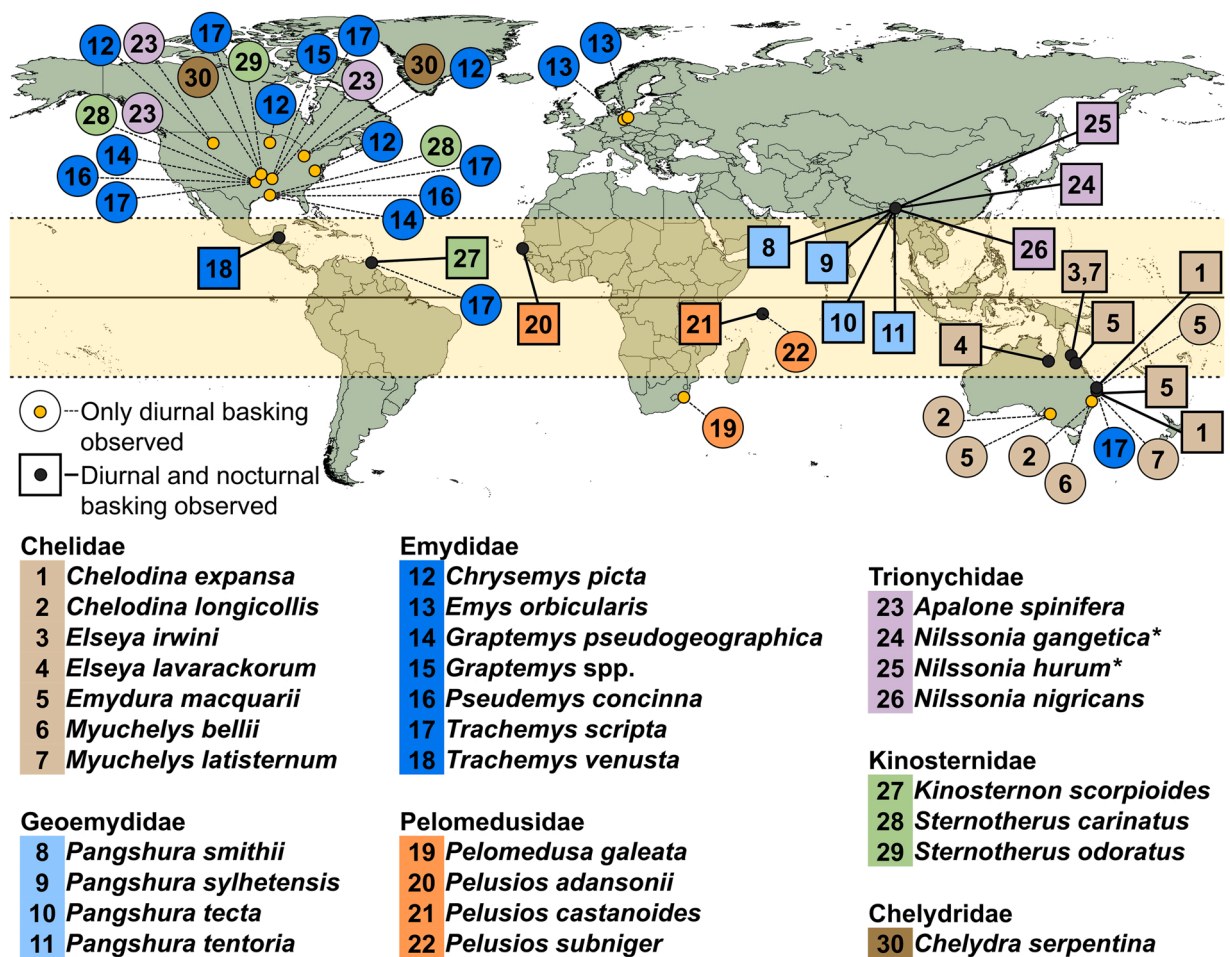 12
23
17
29
15
17
30
12
13
13
30
23
12
28
23
12
28
17
14
16
17
16
14
25
24
26
8
9
10
11
18
27
17
20
21
22
19
3,7
1
5
5
4
5
1
2
5
2
6
17
7
Only diurnal basking
observed
Diurnal and nocturnal
basking observed
Chelidae
1 Chelodina expansa
2 Chelodina longicollis
3 Elseya irwini
4 Elseya lavarackorum
5 Emydura macquarii
6 Myuchelys bellii
7 Myuchelys latisternum
Geoemydidae
8 Pangshura smithii
9 Pangshura sylhetensis
10 Pangshura tecta
11 Pangshura tentoria
Emydidae
12 Chrysemys picta
13 Emys orbicularis
14 Graptemys pseudogeographica
15 Graptemys spp.
16 Pseudemys concinna
17 Trachemys scripta
18 Trachemys venusta
Pelomedusidae
19 Pelomedusa galeata
20 Pelusios adansonii
21 Pelusios castanoides
22 Pelusios subniger
Trionychidae
23 Apalone spinifera
24 Nilssonia gangetica*
25 Nilssonia hurum*
26 Nilssonia nigricans
Kinosternidae
27 Kinosternon scorpioides
28 Sternotherus carinatus
29 Sternotherus odoratus
Chelydridae
30 Chelydra serpentina